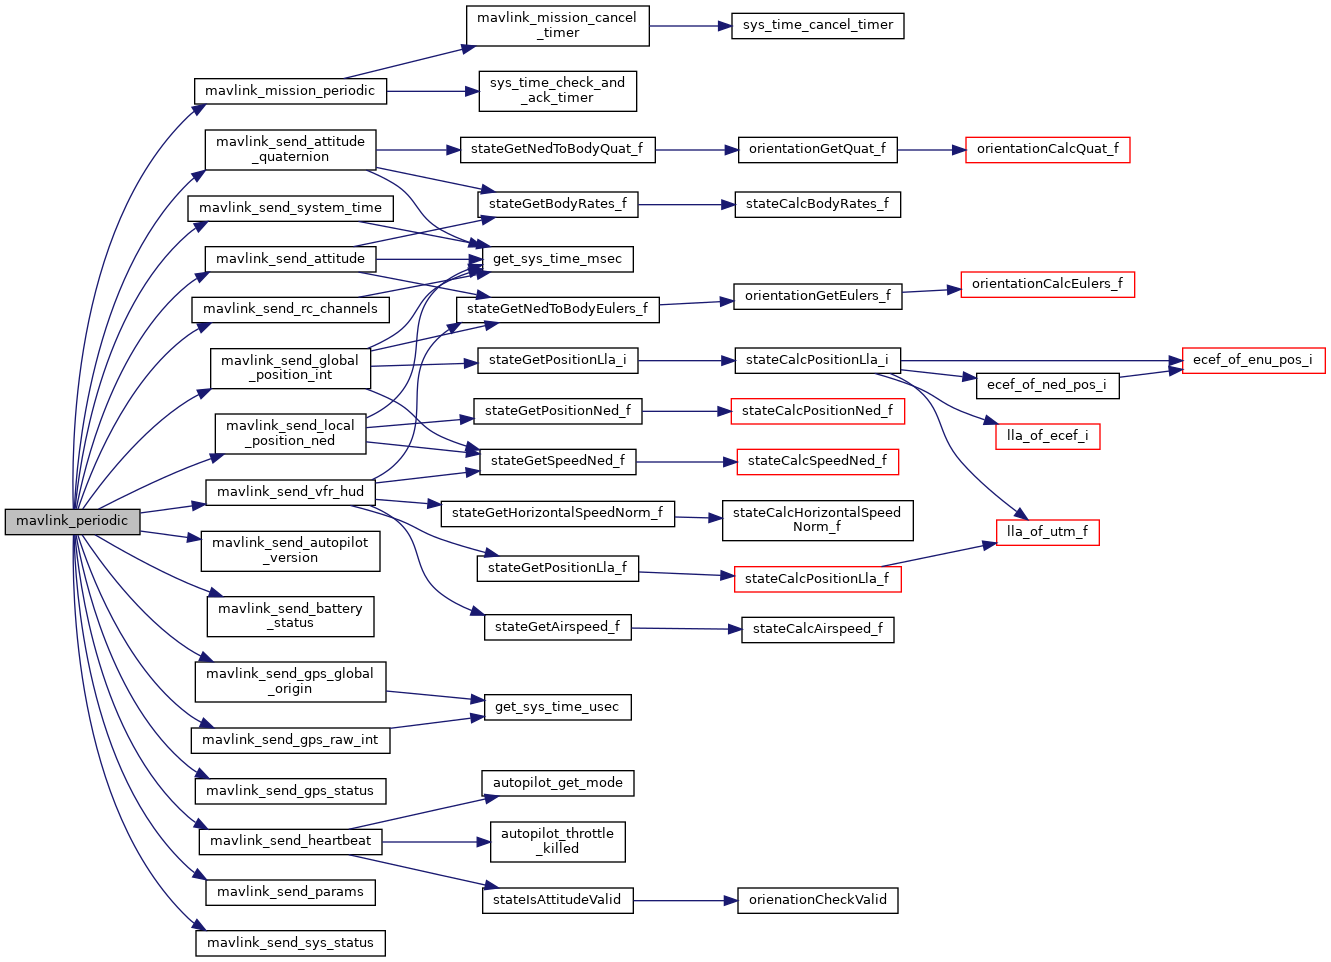 mavlink_periodic
mavlink_mission_periodic
mavlink_send_attitude
_quaternion
mavlink_send_system_time
mavlink_send_attitude
mavlink_send_rc_channels
mavlink_send_global
_position_int
mavlink_send_local
_position_ned
mavlink_send_vfr_hud
mavlink_send_autopilot
_version
mavlink_send_battery
_status
mavlink_send_gps_global
_origin
mavlink_send_gps_raw_int
mavlink_send_gps_status
mavlink_send_heartbeat
mavlink_send_params
mavlink_send_sys_status
mavlink_mission_cancel
_timer
sys_time_check_and
_ack_timer
stateGetNedToBodyQuat_f
stateGetBodyRates_f
get_sys_time_msec
stateGetNedToBodyEulers_f
stateGetPositionLla_i
stateGetPositionNed_f
stateGetSpeedNed_f
stateGetHorizontalSpeedNorm_f
stateGetPositionLla_f
stateGetAirspeed_f
get_sys_time_usec
autopilot_get_mode
autopilot_throttle
_killed
stateIsAttitudeValid
sys_time_cancel_timer
orientationGetQuat_f
stateCalcBodyRates_f
orientationGetEulers_f
stateCalcPositionLla_i
stateCalcPositionNed_f
stateCalcSpeedNed_f
stateCalcHorizontalSpeed
Norm_f
stateCalcPositionLla_f
stateCalcAirspeed_f
orienationCheckValid
orientationCalcQuat_f
orientationCalcEulers_f
ecef_of_ned_pos_i
lla_of_ecef_i
lla_of_utm_f
ecef_of_enu_pos_i